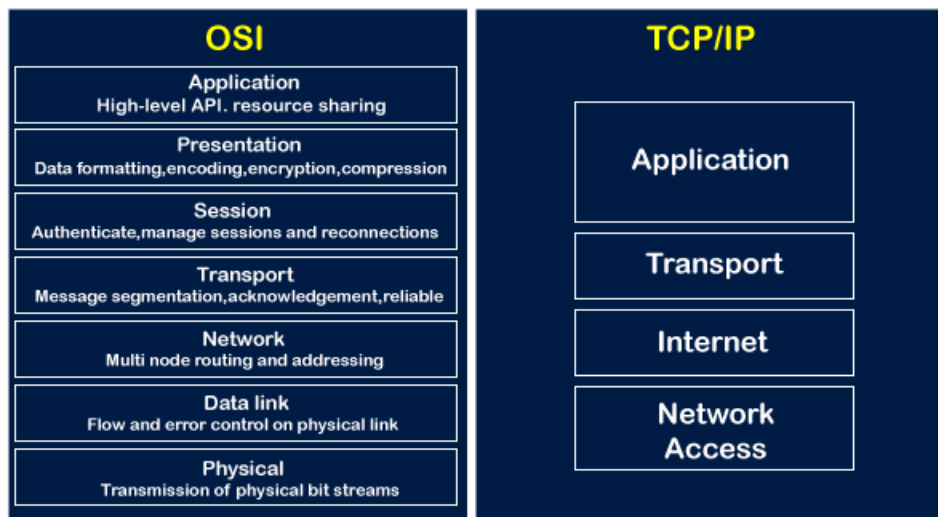 OSI
Application
High-level API. resource sharing
Presentation
Data formatting,encoding,encryption,compression
Session
Authenticate,manage sessions and reconnections
Transport
Message segmentation,acknowledgement,reliable
Network
Multi node routing and addressing
Data link
Flow and error control on physical link
Physical
Transmission of physical bit streams
TCP/IP
Application
Transport
Internet
Network
Access